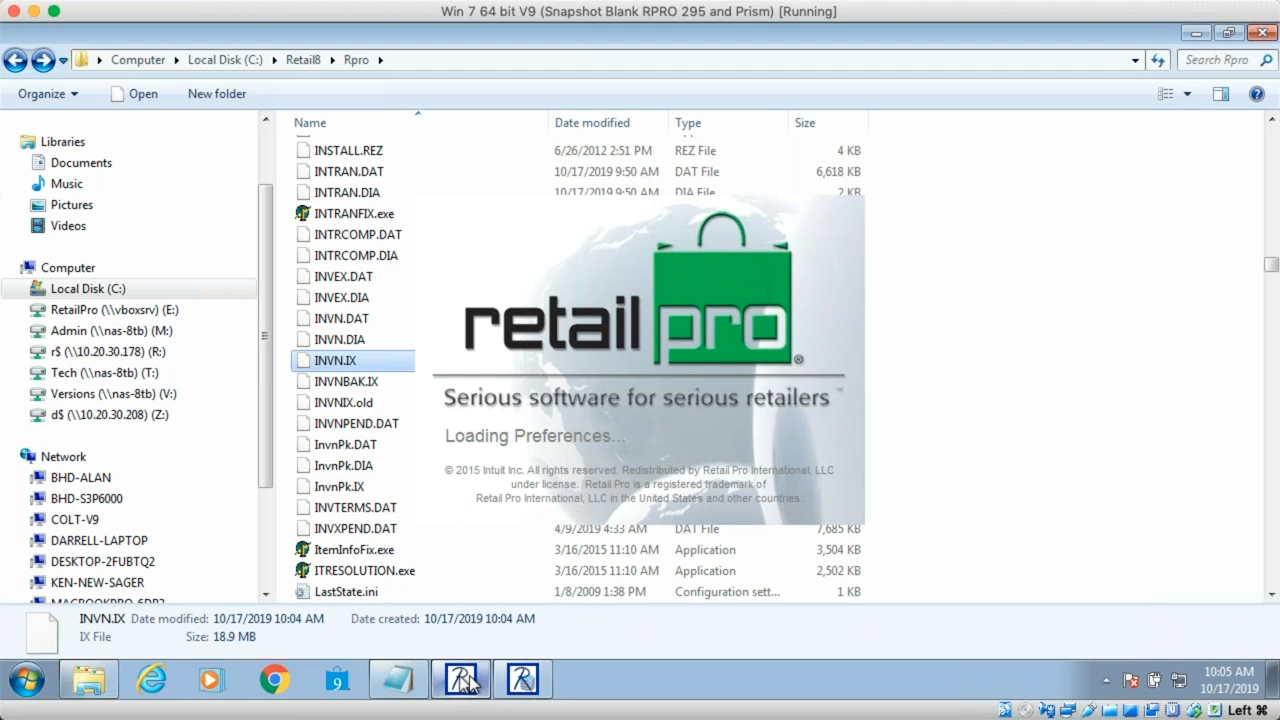 Win 7 64 bit V9 (Snapshot Blank RPRO 295 and Prism) [Running]
Computer Local Disk (C:) Retail8 Rpro
Search Rpro
Organize Open New folder
Name Date modified Type Size
Libraries
Documents
Music
Pictures
Videos
Computer
Local Disk (C:)
RetailPro (\\vboxsrv) (E:)
Admin (\\nas-8tb) (M:)
r$ (\\10.20.30.178) (R:)
Tech (\\nas-8tb) (T:)
Versions (\\nas-8tb) (V:)
d$ (\\10.20.30.208) (Z:)
Network
BHD-ALAN
BHD-S3P6000
COLT-V9
DARRELL-LAPTOP
DESKTOP-2FUBTQ2
KEN-NEW-SAGER
INSTALL.REZ 6/26/2012 2:51 PM REZ File 4 KB
INTRAN.DAT 10/17/2019 9:50 AM DAT File 6,618 KB
INTRAN.DIA 10/17/2019 9:50 AM DIA File 2 KB
INTRANFIX.exe
INTRCOMP.DAT
INTRCOMP.DIA
INVEX.DAT
INVEX.DIA
INVN.DAT
INVN.DIA
INVN.IX
INVNBAK.IX
INVNIX.old
INVNPEND.DAT
InvnPk.DAT
InvnPk.DIA
InvnPk.IX
INVTERMS.DAT
INVXPEND.DAT 4/9/2019 4:33 AM DAT File 7,685 KB
ItemInfoFix.exe 3/16/2015 11:10 AM Application 3,504 KB
ITRESOLUTION.exe 3/16/2015 11:10 AM Application 2,502 KB
LastState.ini 1/8/2009 1:38 PM Configuration sett... 1 KB
retail pro®
Serious software for serious retailers™
Loading Preferences...
© 2015 Intuit Inc. All rights reserved. Redistributed by Retail Pro International, LLC
under license. Retail Pro is a registered trademark of
Retail Pro International, LLC in the United States and other countries.
INVN.IX Date modified: 10/17/2019 10:04 AM Date created: 10/17/2019 10:04 AM
IX File Size: 18.9 MB
9
10:05 AM
10/17/2019
Left ⌘